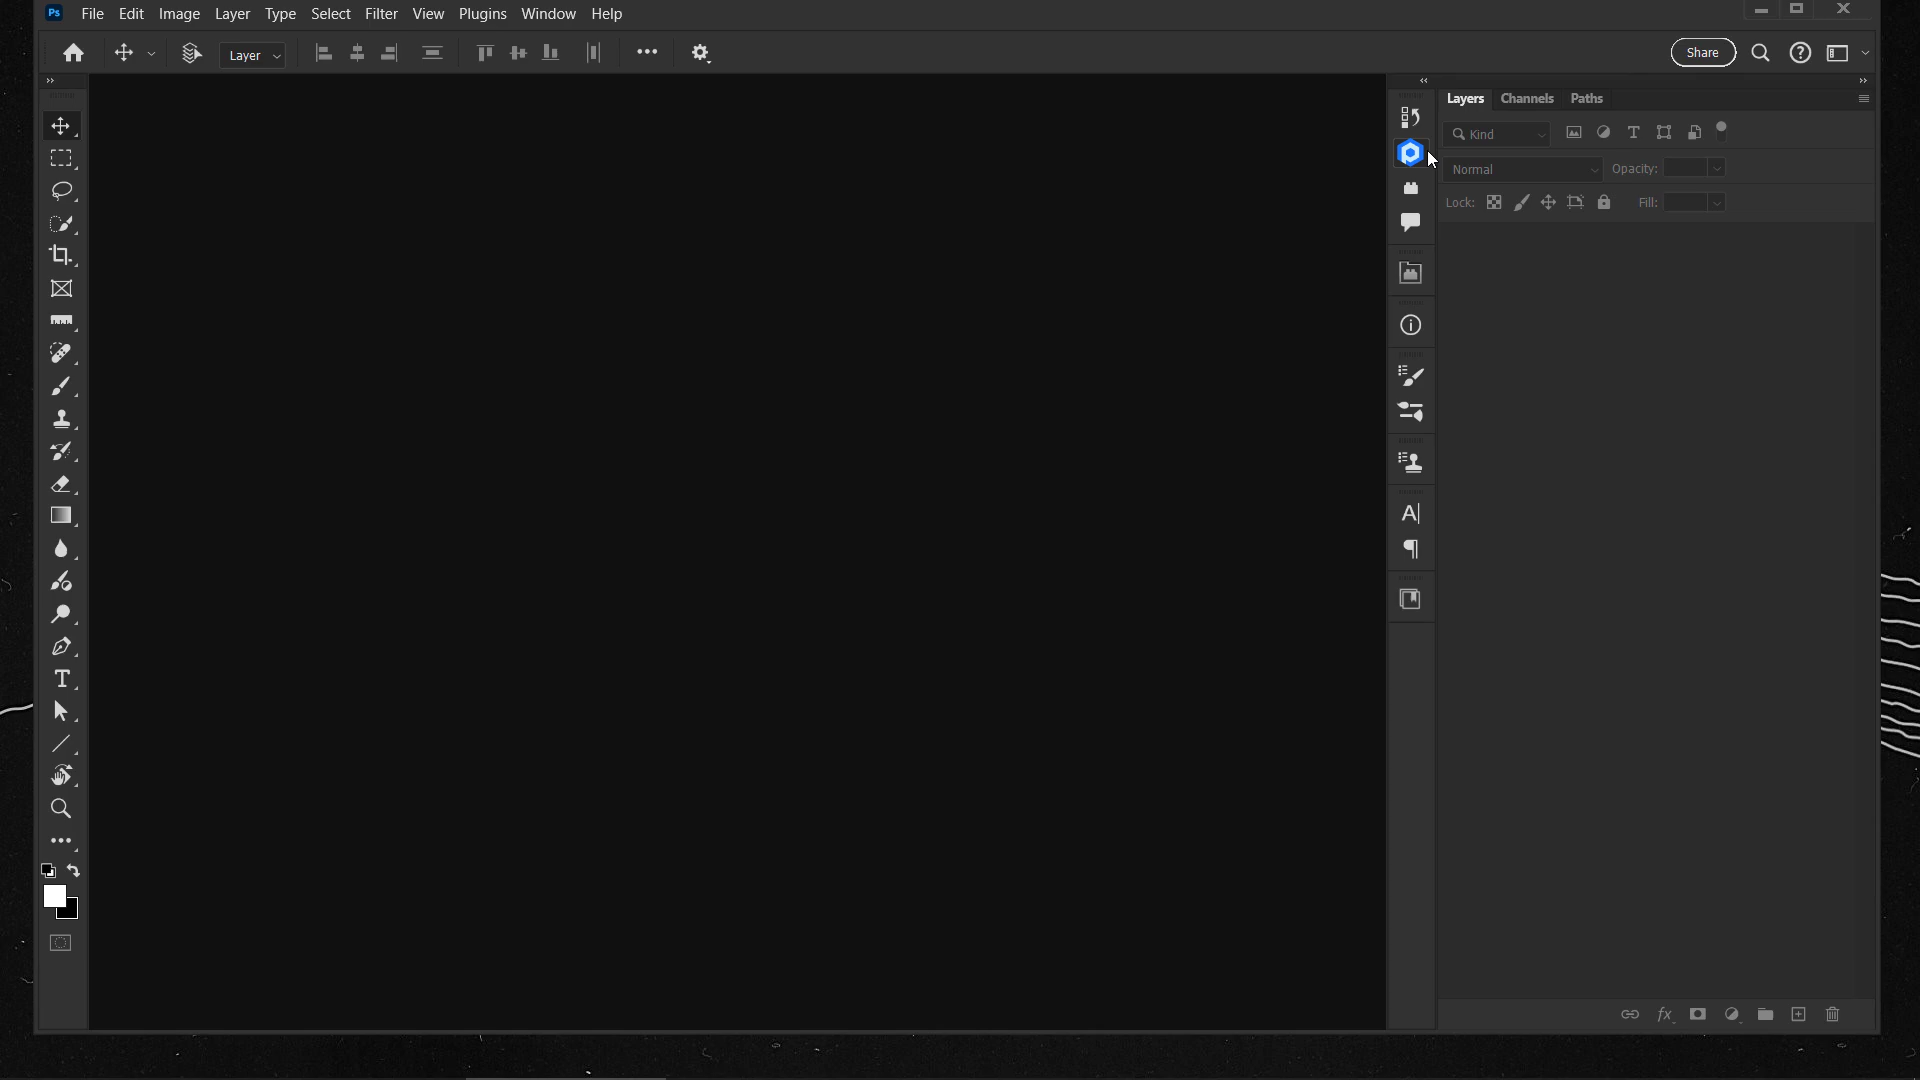 Ps File Edit Image Layer Type Select Filter View Plugins Window Help
Layer
Share
Layers Channels Paths
Kind
Normal Opacity:
Lock: Fill: